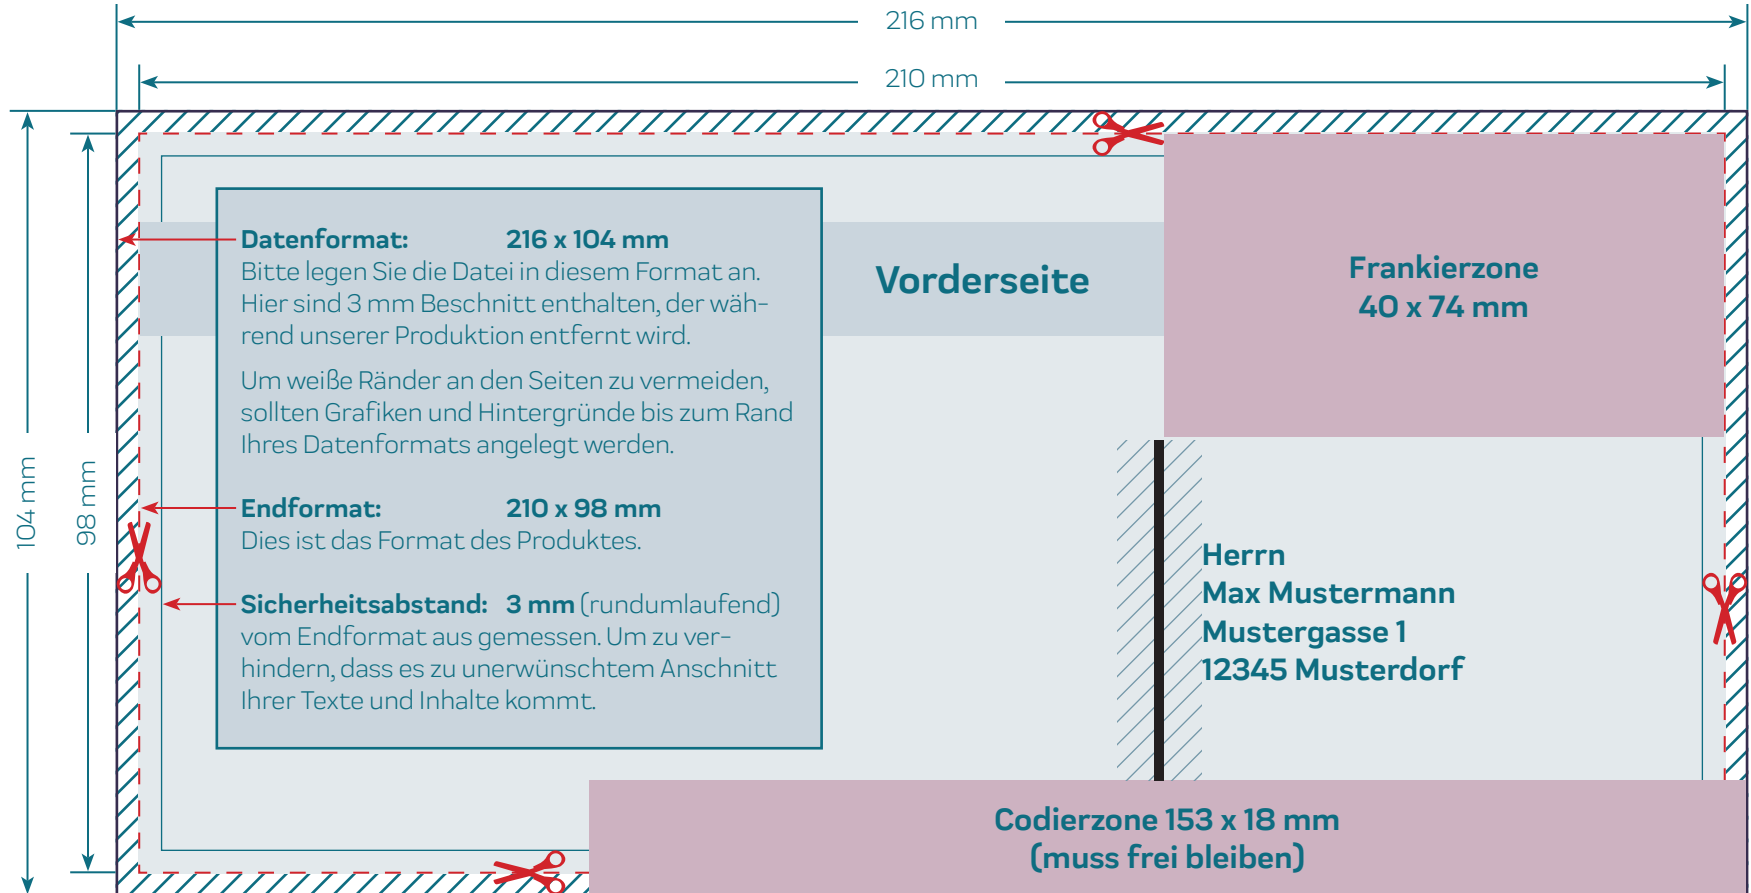 216 mm
210 mm
104 mm
98 mm
Datenformat: 216 x 104 mm
Bitte legen Sie die Datei in diesem Format an.
Hier sind 3 mm Beschnitt enthalten, der wäh-
rend unserer Produktion entfernt wird.
Um weiße Ränder an den Seiten zu vermeiden,
sollten Grafiken und Hintergründe bis zum Rand
Ihres Datenformats angelegt werden.
Endformat: 210 x 98 mm
Dies ist das Format des Produktes.
Sicherheitsabstand: 3 mm (rundumlaufend)
vom Endformat aus gemessen. Um zu ver-
hindern, dass es zu unerwünschtem Anschnitt
Ihrer Texte und Inhalte kommt.
Vorderseite
Frankierzone
40 x 74 mm
Herrn
Max Mustermann
Mustergasse 1
12345 Musterdorf
Codierzone 153 x 18 mm
(muss frei bleiben)